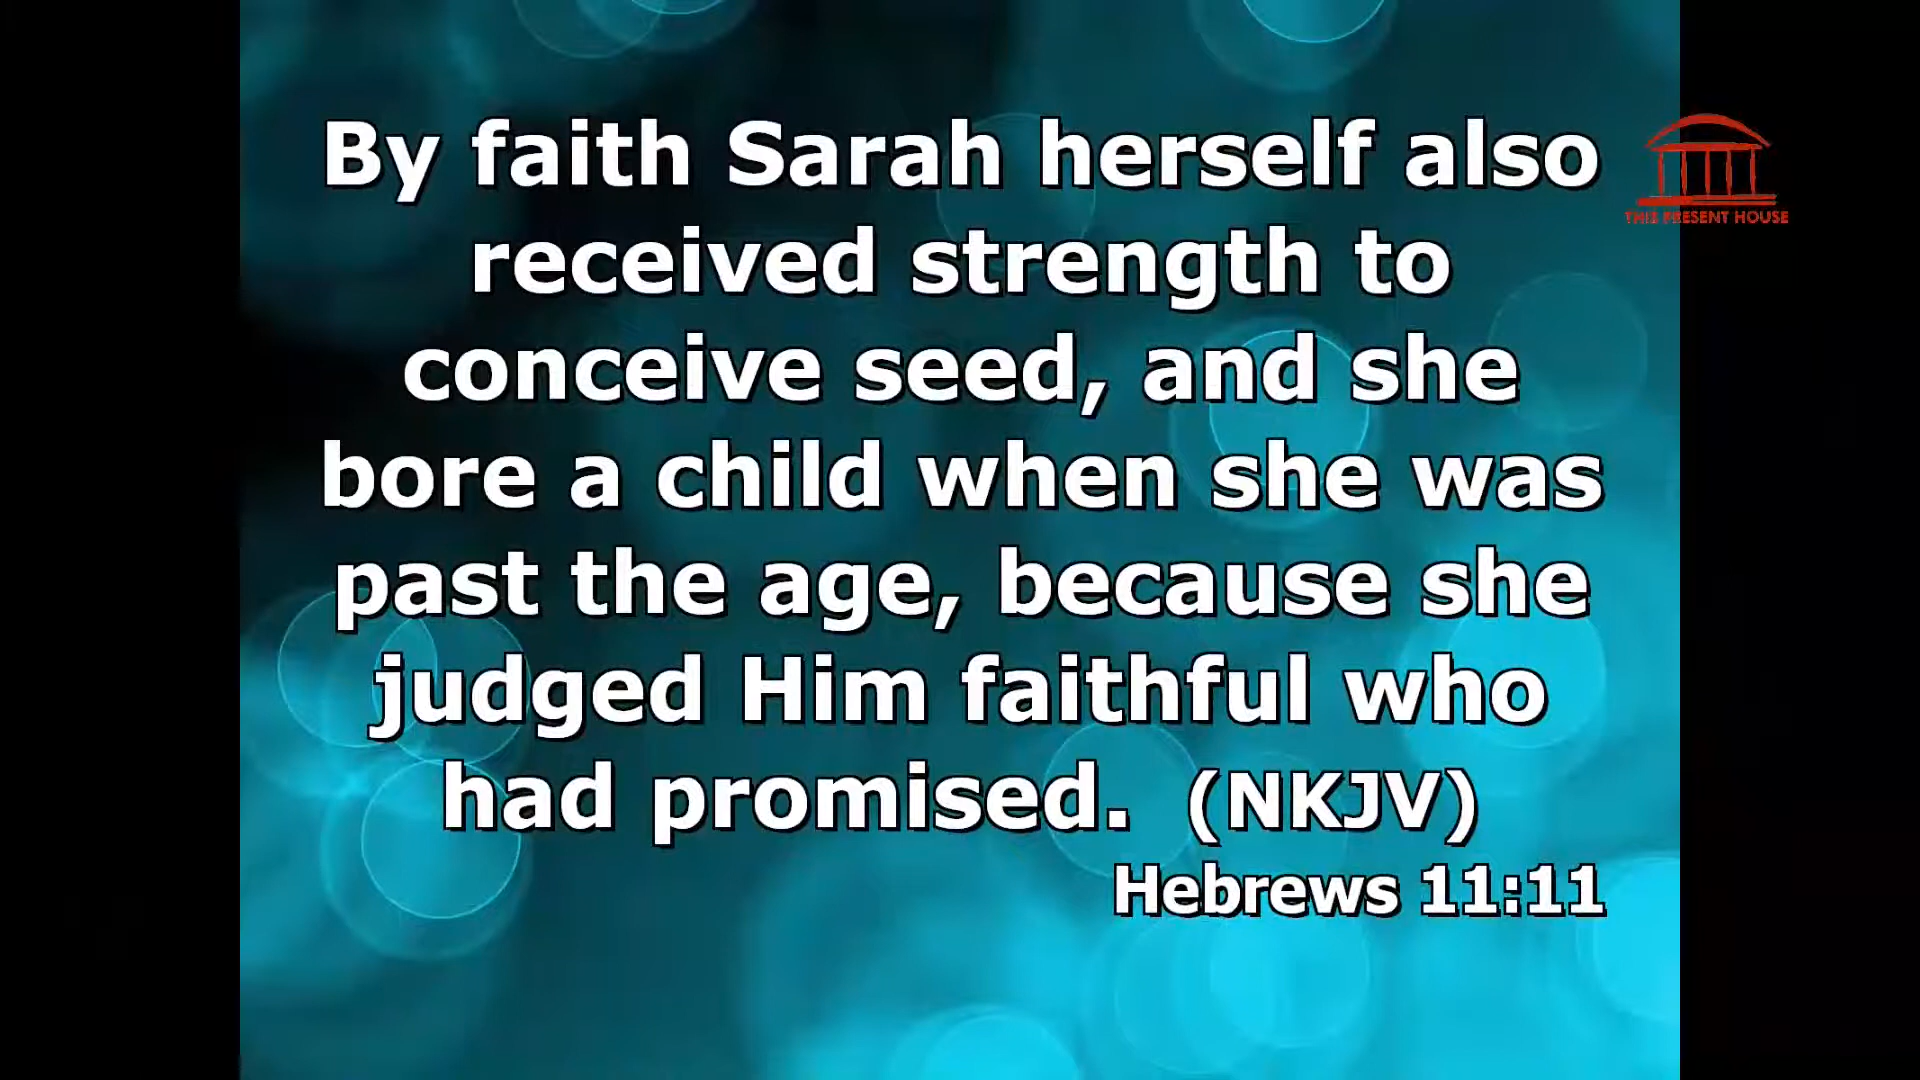 By faith Sarah herself also
received strength to
conceive seed, and she
bore a child when she was
past the age, because she
judged Him faithful who
had promised. (NKJV)
Hebrews 11:11
THIS PRESENT HOUSE